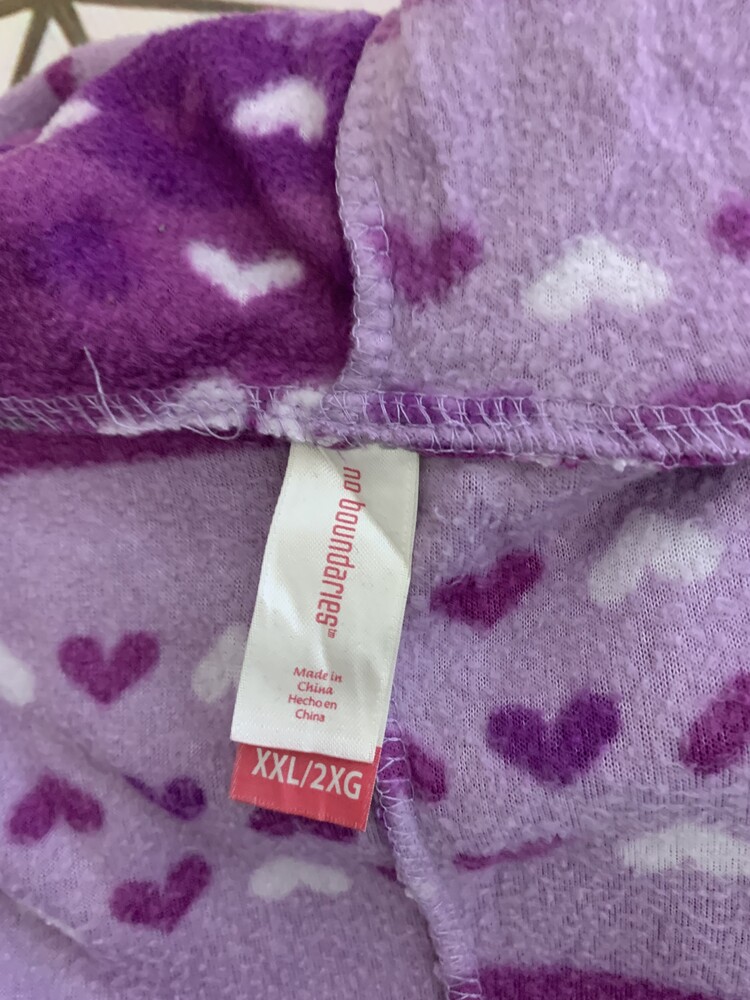 no boundaries™
Made in
China
Hecho en
China
XXL/2XG